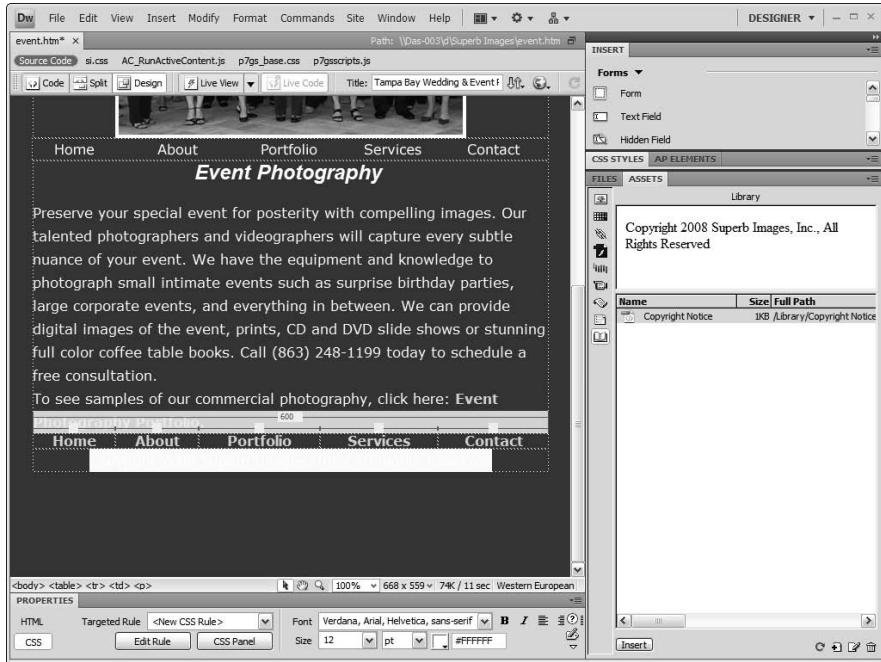 Dw File Edit View Insert Modify Format Commands Site Window Help DESIGNER
event.htm* × Path: \\Das-003\d\Superb Images\event.htm
Source Code si.css AC_RunActiveContent.js p7gs_base.css p7gsscripts.js
Code Split Design Live View Live Code Title: Tampa Bay Wedding & Event F
Home About Portfolio Services Contact
Event Photography
Preserve your special event for posterity with compelling images. Our
talented photographers and videographers will capture every subtle
nuance of your event. We have the equipment and knowledge to
photograph small intimate events such as surprise birthday parties,
large corporate events, and everything in between. We can provide
digital images of the event, prints, CD and DVD slide shows or stunning
full color coffee table books. Call (863) 248-1199 today to schedule a
free consultation.
To see samples of our commercial photography, click here: Event
Photography Portfolio.
600
Home About Portfolio Services Contact
<body> <table> <tr> <td> <p> 100% 668 x 559 74K / 11 sec Western European
PROPERTIES
HTML Targeted Rule <New CSS Rule> Font Verdana, Arial, Helvetica, sans-serif B I
CSS Edit Rule CSS Panel Size 12 pt #FFFFFF
INSERT
Forms
Form
Text Field
Hidden Field
CSS STYLES AP ELEMENTS
FILES ASSETS
Library
Copyright 2008 Superb Images, Inc., All
Rights Reserved
Name Size Full Path
Copyright Notice 1KB /Library/Copyright Notice
Insert